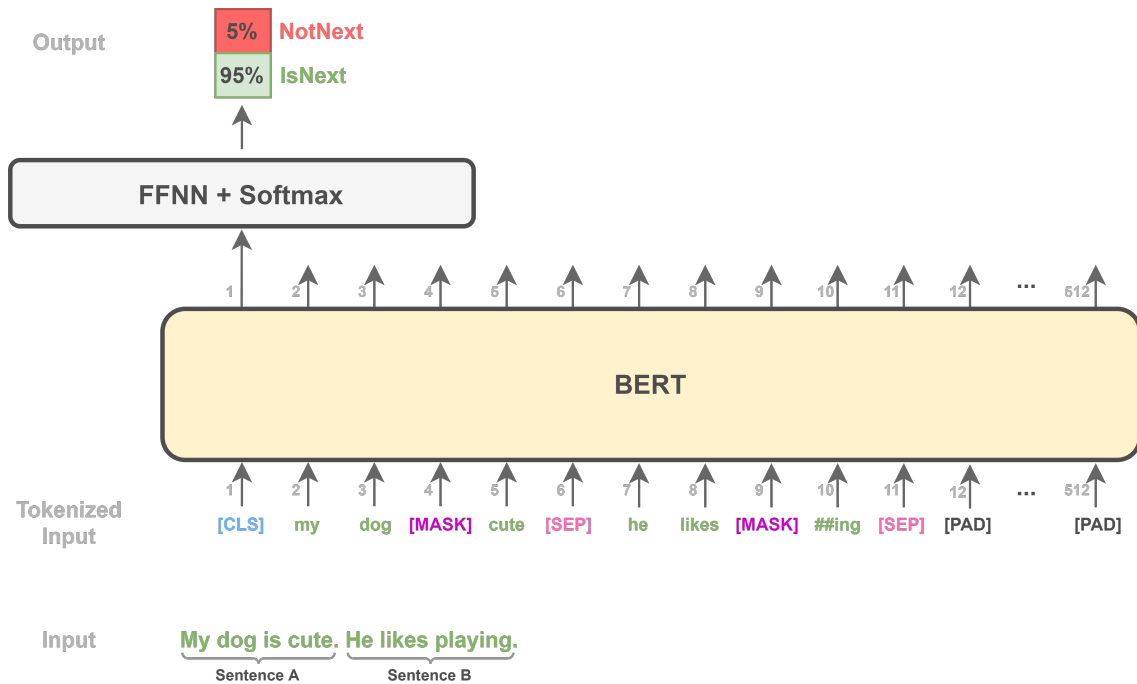 Output
5% NotNext
95% IsNext
FFNN + Softmax
1 2 3 4 5 6 7 8 9 10 11 12 ... 512
BERT
1 2 3 4 5 6 7 8 9 10 11 12 ... 512
Tokenized
Input
[CLS] my dog [MASK] cute [SEP] he likes [MASK] ##ing [SEP] [PAD] [PAD]
Input
My dog is cute. He likes playing.
Sentence A Sentence B